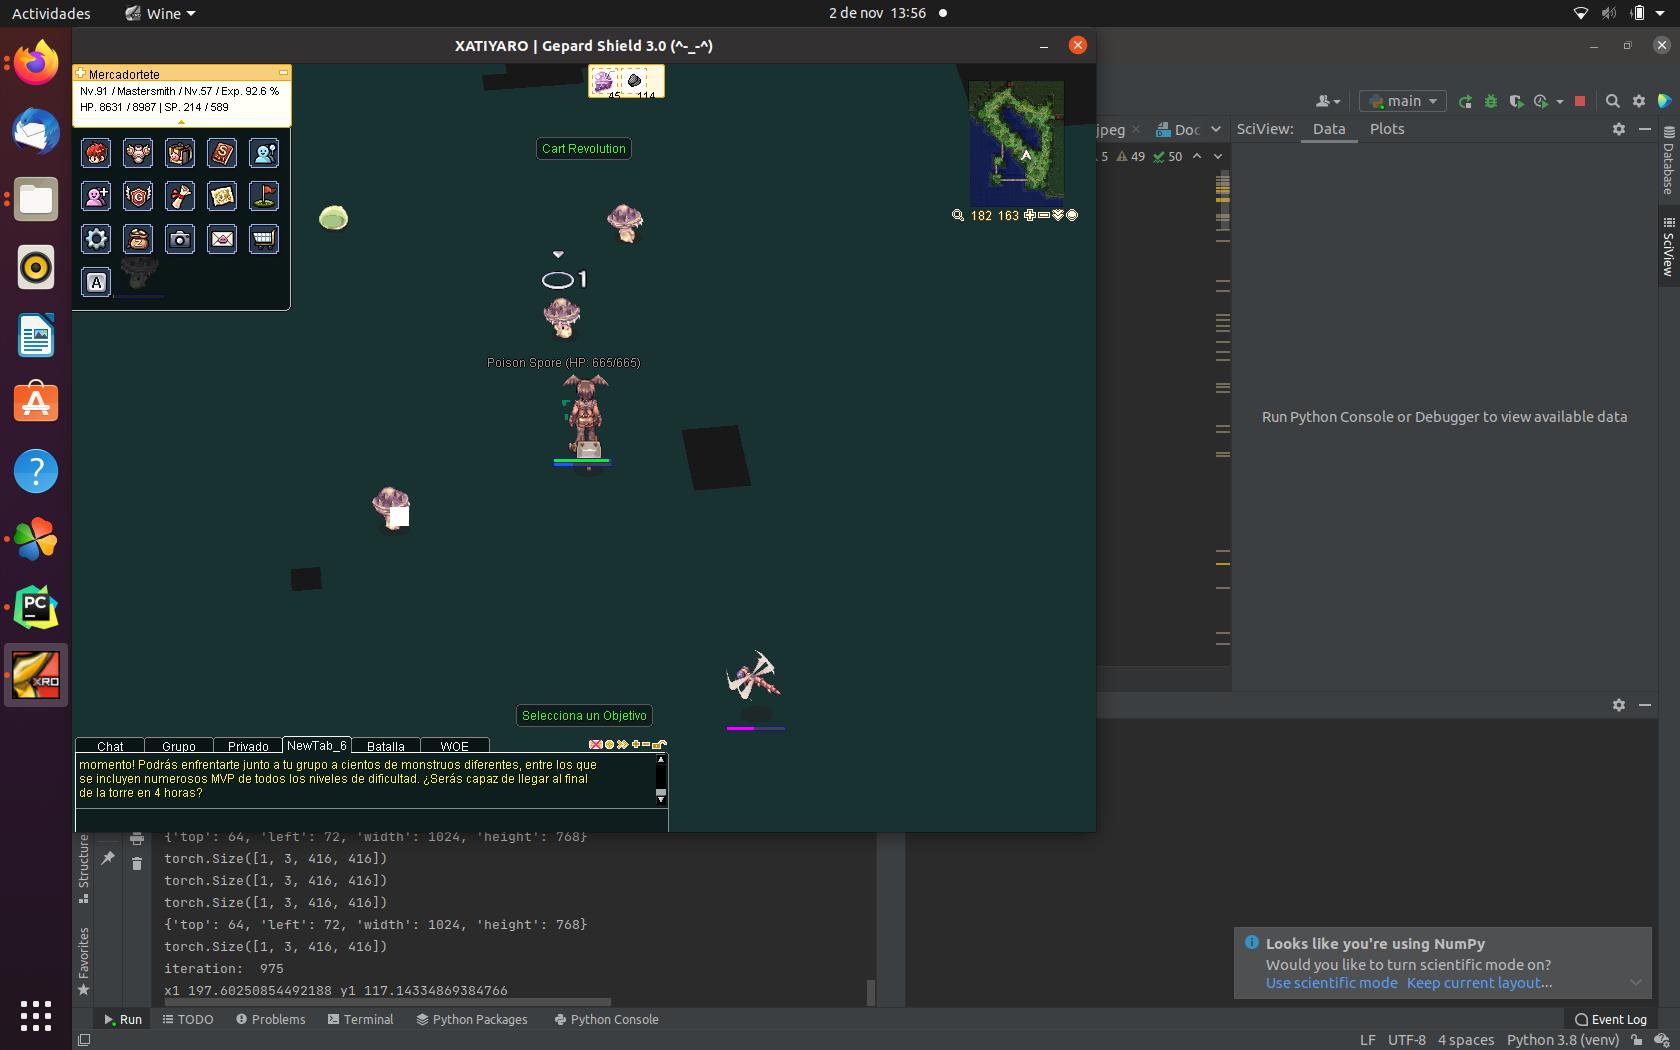 Actividades
Wine
2 de nov 13:56
XATIYARO | Gepard Shield 3.0 (^-_-^)
Mercadortete
Nv.91 / Mastersmith / Nv.57 / Exp. 92.6 %
HP. 8631 / 8987 | SP. 214 / 589
45
114
Cart Revolution
182 163
1
Poison Spore (HP: 665/665)
A
Selecciona un Objetivo
Chat
Grupo
Privado
NewTab_6
Batalla
WOE
momento! Podrás enfrentarte junto a tu grupo a cientos de monstruos diferentes, entre los que
se incluyen numerosos MVP de todos los niveles de dificultad. ¿Serás capaz de llegar al final
de la torre en 4 horas?
main
jpeg
Doc
SciView:
Data
Plots
5
49
50
Database
SciView
Run Python Console or Debugger to view available data
PC
XRO
Structure
Favorites
{'top': 64, 'left': 72, 'width': 1024, 'height': 768}
torch.Size([1, 3, 416, 416])
torch.Size([1, 3, 416, 416])
torch.Size([1, 3, 416, 416])
{'top': 64, 'left': 72, 'width': 1024, 'height': 768}
torch.Size([1, 3, 416, 416])
iteration:  975
x1 197.60250854492188 y1 117.14334869384766
Looks like you're using NumPy
Would you like to turn scientific mode on?
Use scientific mode Keep current layout...
Run
TODO
Problems
Terminal
Python Packages
Python Console
Event Log
LF
UTF-8
4 spaces
Python 3.8 (venv)